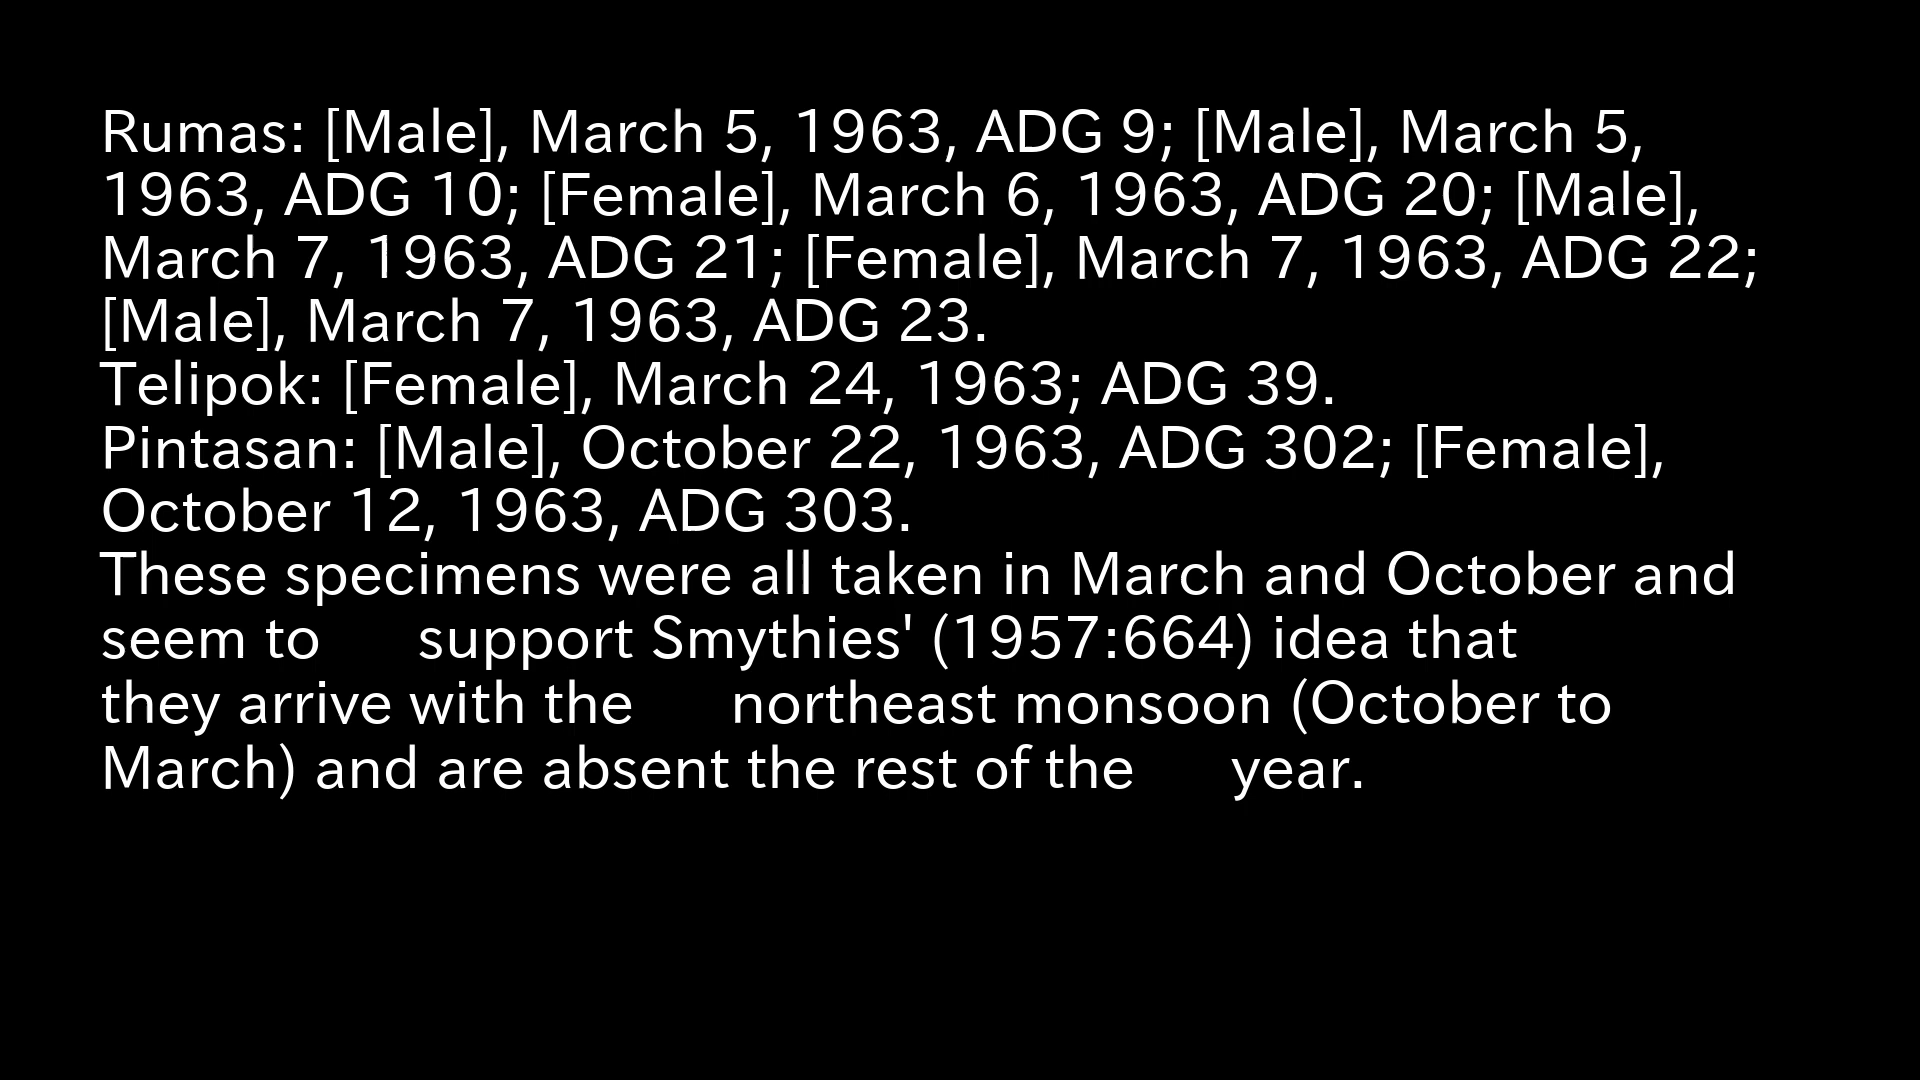 Rumas: [Male], March 5, 1963, ADG 9; [Male], March 5,
1963, ADG 10; [Female], March 6, 1963, ADG 20; [Male],
March 7, 1963, ADG 21; [Female], March 7, 1963, ADG 22;
[Male], March 7, 1963, ADG 23.
Telipok: [Female], March 24, 1963; ADG 39.
Pintasan: [Male], October 22, 1963, ADG 302; [Female],
October 12, 1963, ADG 303.
These specimens were all taken in March and October and
seem to      support Smythies' (1957:664) idea that
they arrive with the      northeast monsoon (October to
March) and are absent the rest of the      year.